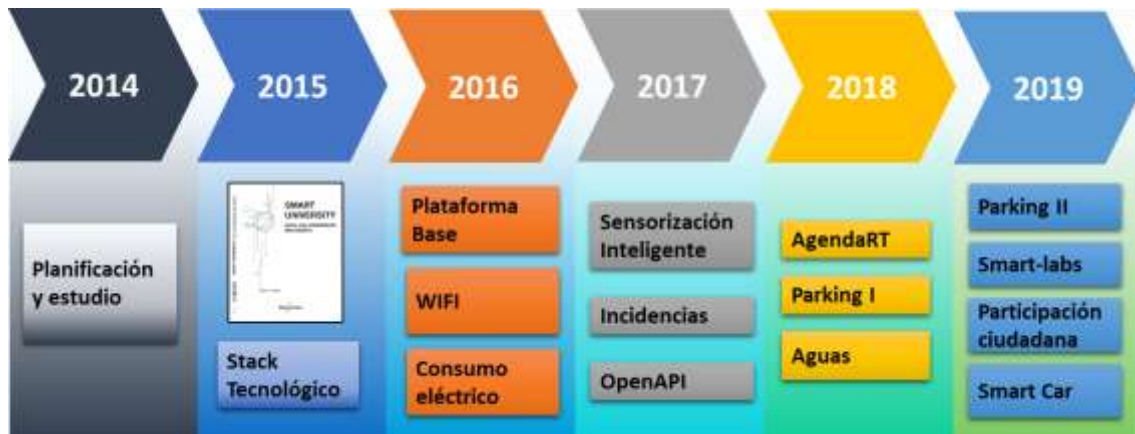 2014
2015
2016
2017
2018
2019
Planificación
y estudio
SMART
UNIVERSITY
Stack
Tecnológico
Plataforma
Base
WIFI
Consumo
eléctrico
Sensorización
Inteligente
Incidencias
OpenAPI
AgendaRT
Parking I
Aguas
Parking II
Smart-labs
Participación
ciudadana
Smart Car